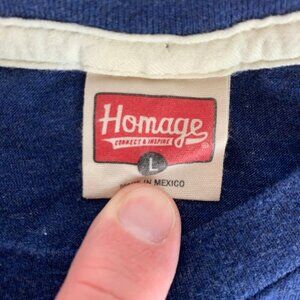 Homage
CONNECT & INSPIRE
L
MADE IN MEXICO